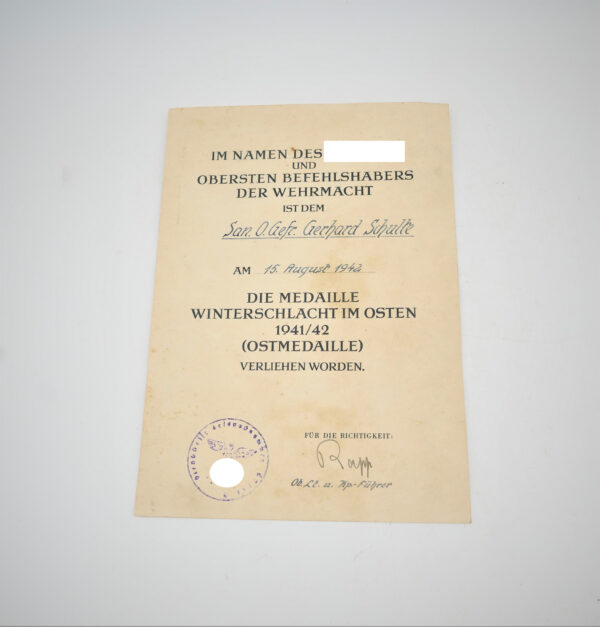 IM NAMEN DES
UND
OBERSTEN BEFEHLSHABERS
DER WEHRMACHT
IST DEM
San. O. Gefr. Gerhard Schulte
AM 15. August 1942
DIE MEDAILLE
WINTERSCHLACHT IM OSTEN
1941/42
(OSTMEDAILLE)
VERLIEHEN WORDEN.
FÜR DIE RICHTIGKEIT:
Rapp
Ob. Lt. u. Kp.-Führer